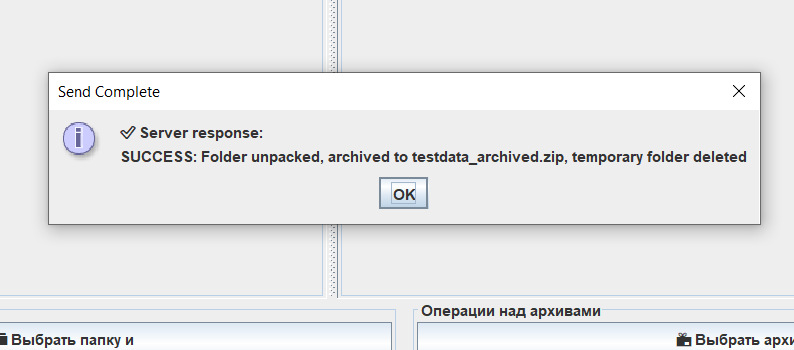 Send Complete
✓ Server response:
SUCCESS: Folder unpacked, archived to testdata_archived.zip, temporary folder deleted
OK
Операции над архивами
Выбрать папку и
Выбрать